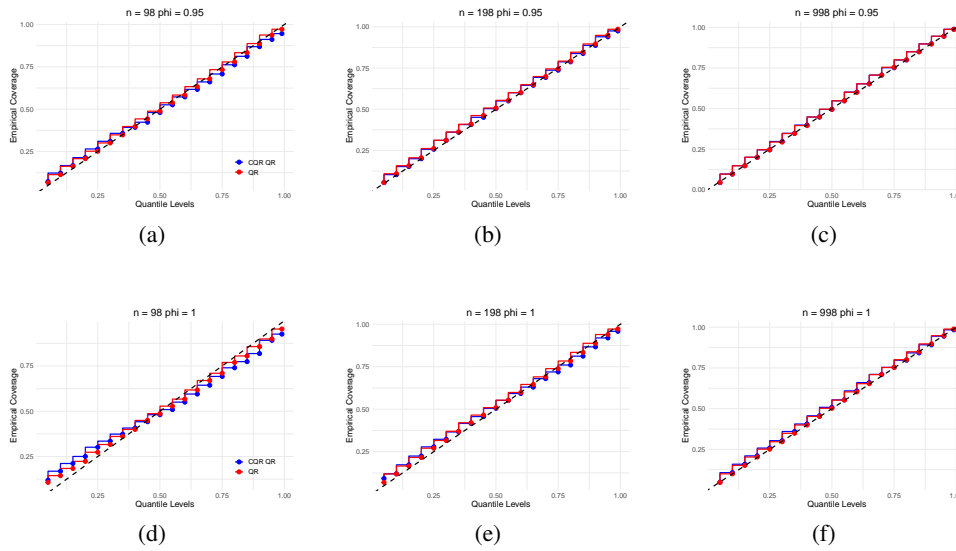 n = 98 phi = 0.95
1.00
0.75
0.50
0.25
Empirical Coverage
CQR QR
QR
0.25
0.50
0.75
1.00
Quantile Levels
(a)
n = 198 phi = 0.95
1.00
0.75
0.50
0.25
Empirical Coverage
0.25
0.50
0.75
1.00
Quantile Levels
(b)
n = 998 phi = 0.95
1.00
0.75
0.50
0.25
0.00
Empirical Coverage
0.25
0.50
0.75
1.00
Quantile Levels
(c)
n = 98 phi = 1
0.75
0.50
0.25
Empirical Coverage
CQR QR
QR
0.25
0.50
0.75
1.00
Quantile Levels
(d)
n = 198 phi = 1
1.00
0.75
0.50
0.25
Empirical Coverage
0.25
0.50
0.75
1.00
Quantile Levels
(e)
n = 998 phi = 1
1.00
0.75
0.50
0.25
Empirical Coverage
0.25
0.50
0.75
1.00
Quantile Levels
(f)